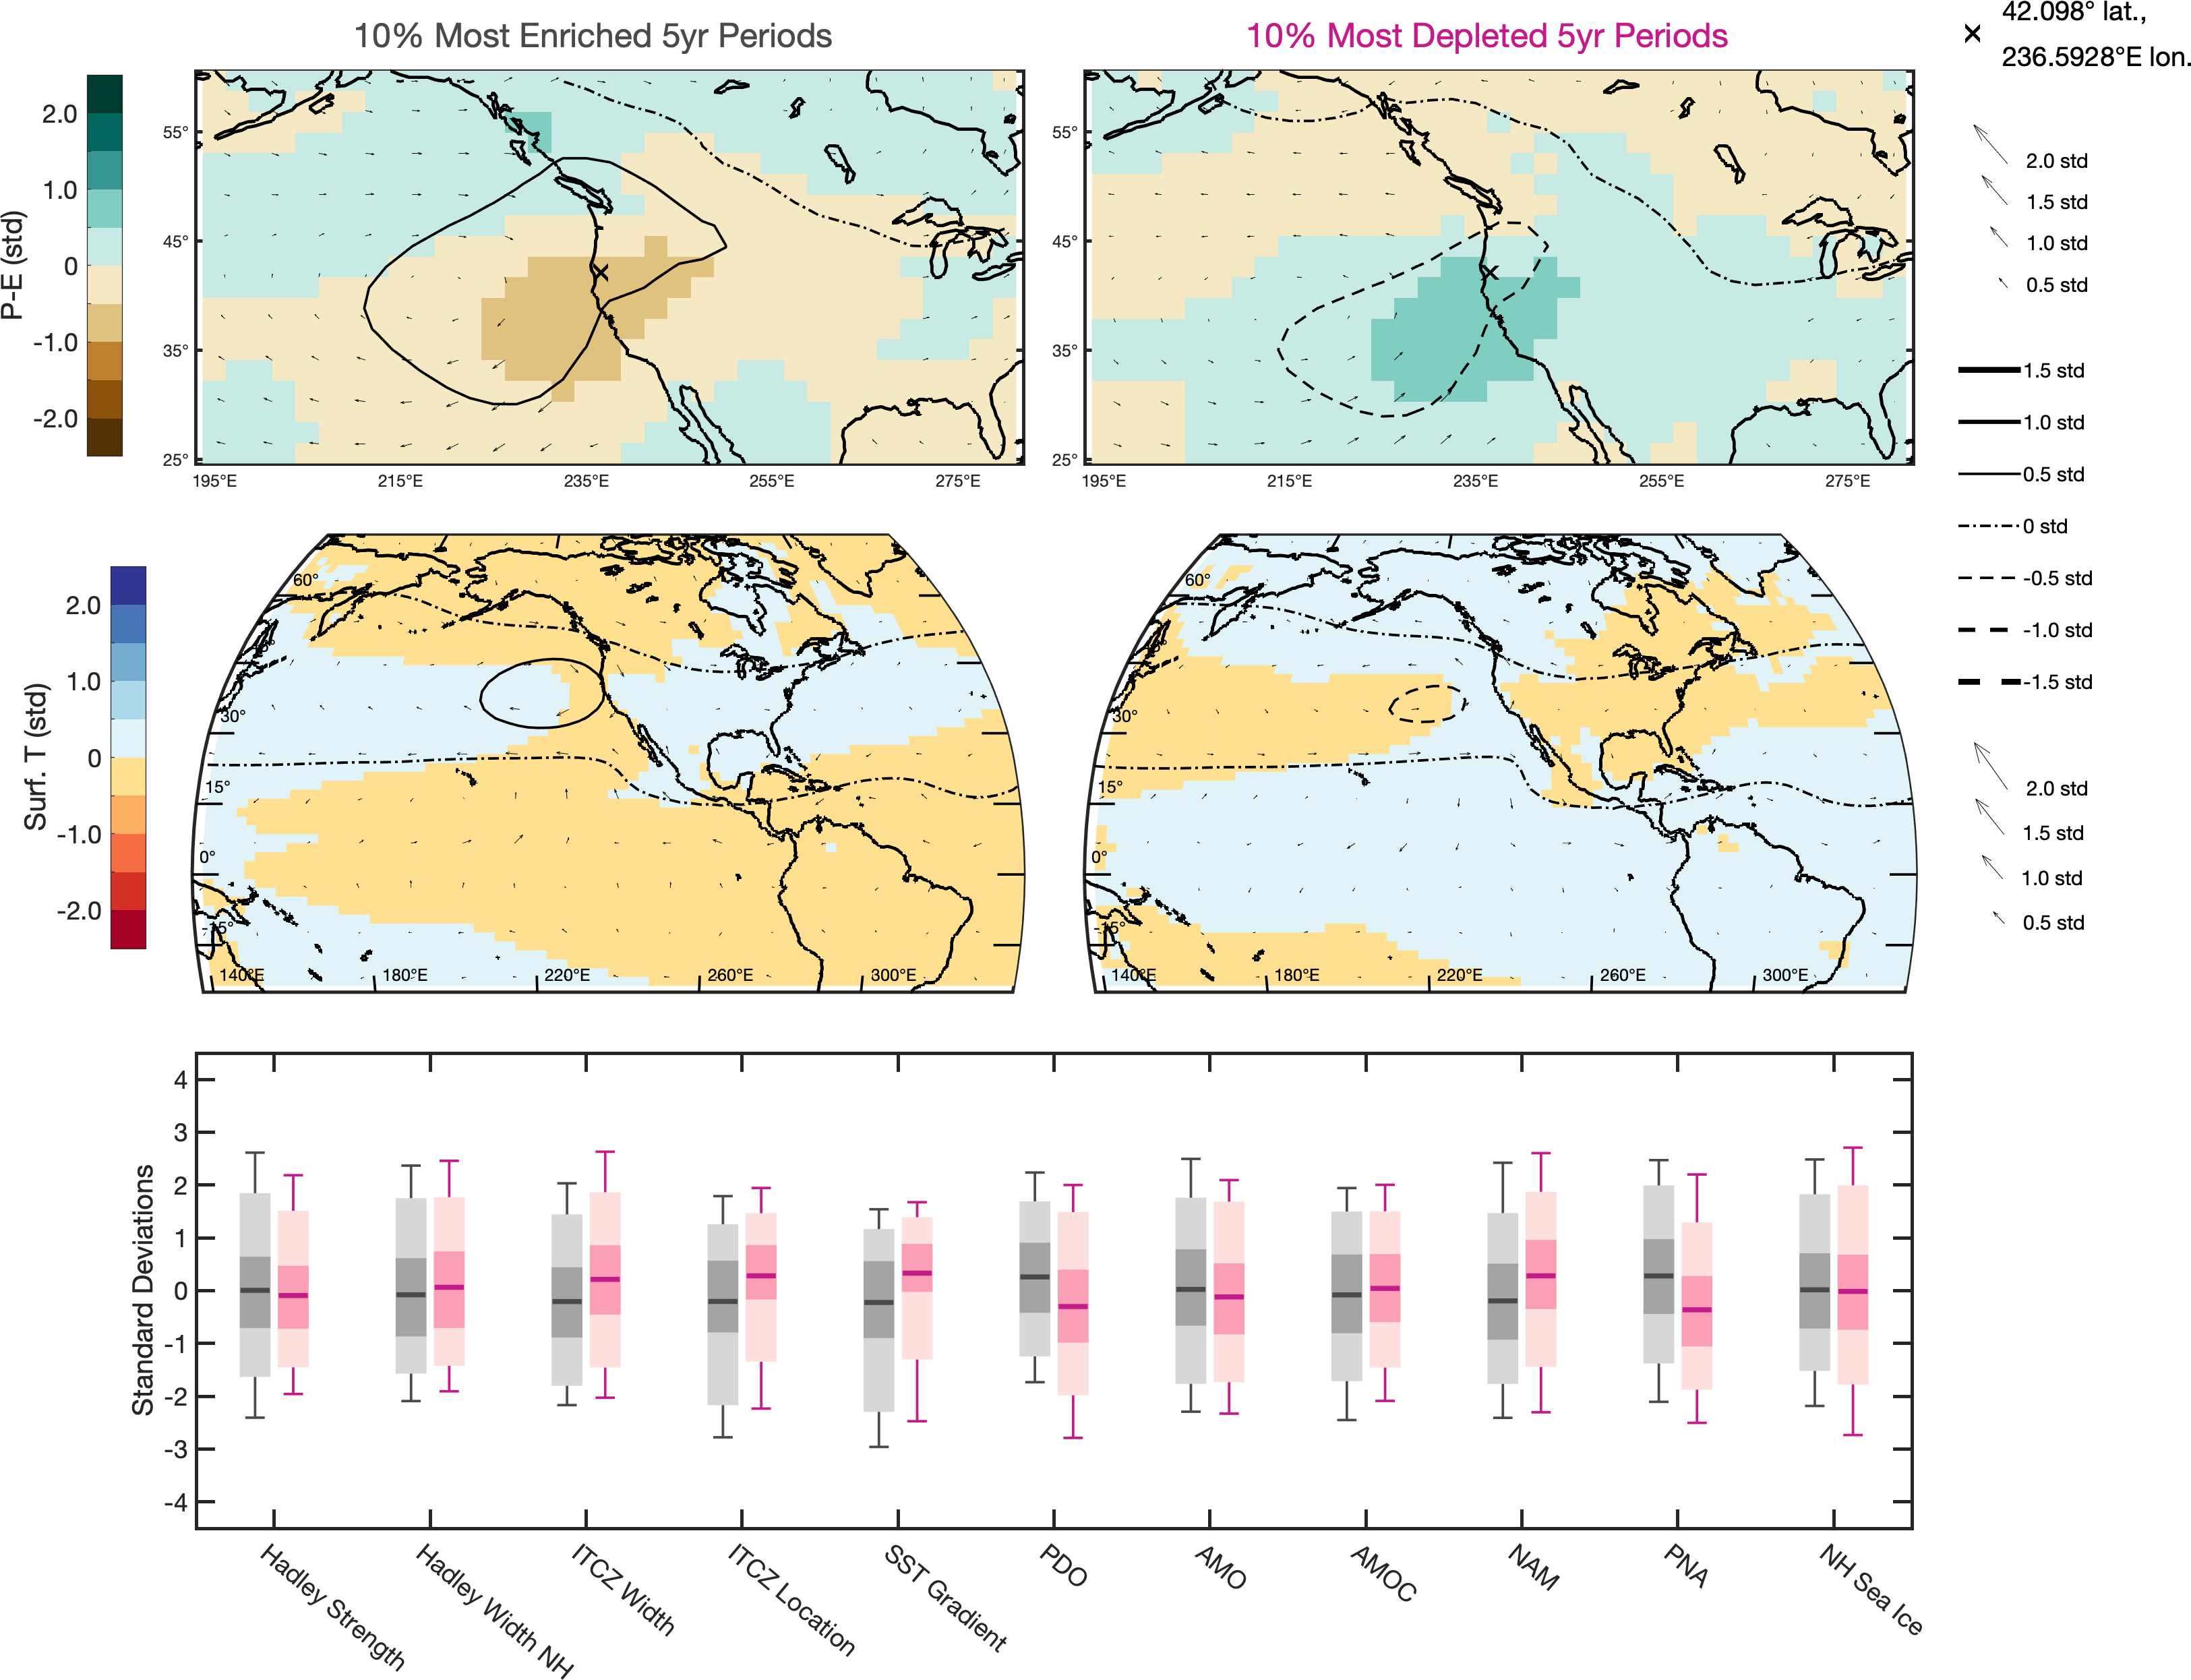 10% Most Enriched 5yr Periods
10% Most Depleted 5yr Periods
42.098° lat.,
236.5928°E lon.
P-E (std)
2.0
1.0
0
-1.0
-2.0
55°
45°
35°
25°
195°E
215°E
235°E
255°E
275°E
55°
45°
35°
25°
195°E
215°E
235°E
255°E
275°E
2.0 std
1.5 std
1.0 std
0.5 std
1.5 std
1.0 std
0.5 std
0 std
-0.5 std
-1.0 std
-1.5 std
Surf. T (std)
2.0
1.0
0
-1.0
-2.0
60°
30°
15°
0°
-15°
140°E
180°E
220°E
260°E
300°E
60°
30°
15°
0°
-15°
140°E
180°E
220°E
260°E
300°E
2.0 std
1.5 std
1.0 std
0.5 std
Standard Deviations
4
3
2
1
0
-1
-2
-3
-4
Hadley Strength
Hadley Width NH
ITCZ Width
ITCZ Location
SST Gradient
PDO
AMO
AMOC
NAM
PNA
NH Sea Ice